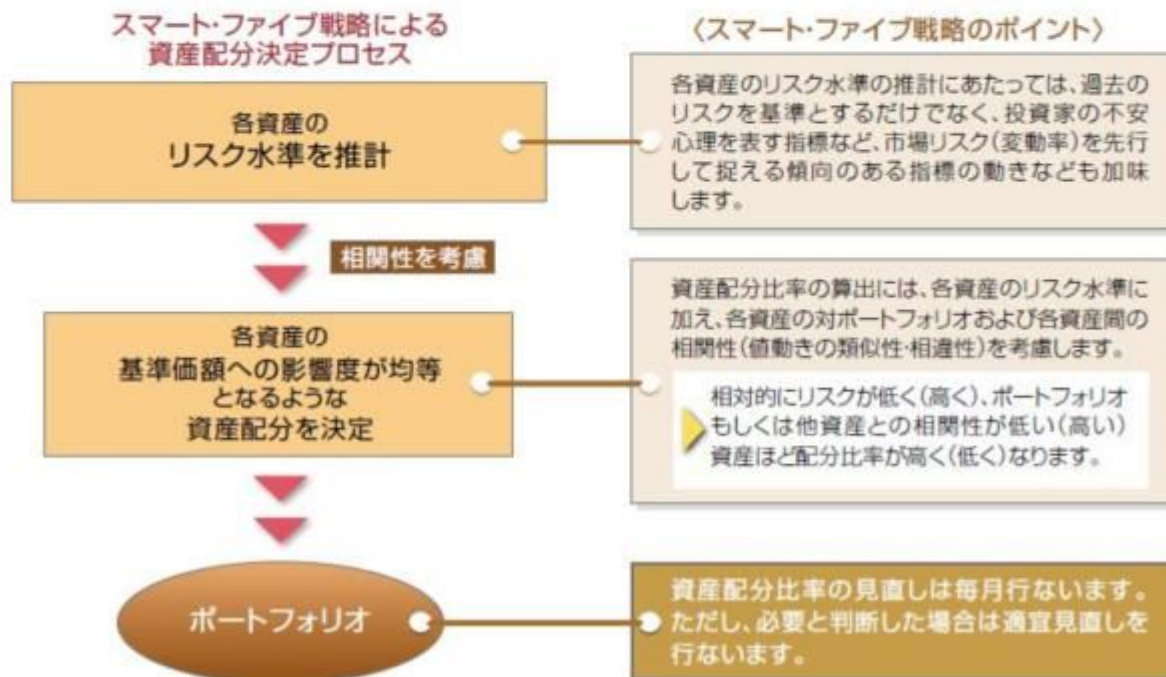 スマート・ファイブ戦略による
資産配分決定プロセス
〈スマート・ファイブ戦略のポイント〉
各資産の
リスク水準を推計
各資産のリスク水準の推計にあたっては、過去の
リスクを基準とするだけでなく、投資家の不安
心理を表す指標など、市場リスク(変動率)を先行
して捉える傾向のある指標の動きなども加味
します。
相関性を考慮
各資産の
基準価額への影響度が均等
となるような
資産配分を決定
資産配分比率の算出には、各資産のリスク水準に
加え、各資産の対ポートフォリオおよび各資産間の
相関性(値動きの類似性・相違性)を考慮します。
相対的にリスクが低く(高く)、ポートフォリオ
もしくは他資産との相関性が低い(高い)
資産ほど配分比率が高く(低く)なります。
ポートフォリオ
資産配分比率の見直しは毎月行ないます。
ただし、必要と判断した場合は適宜見直しを
行ないます。